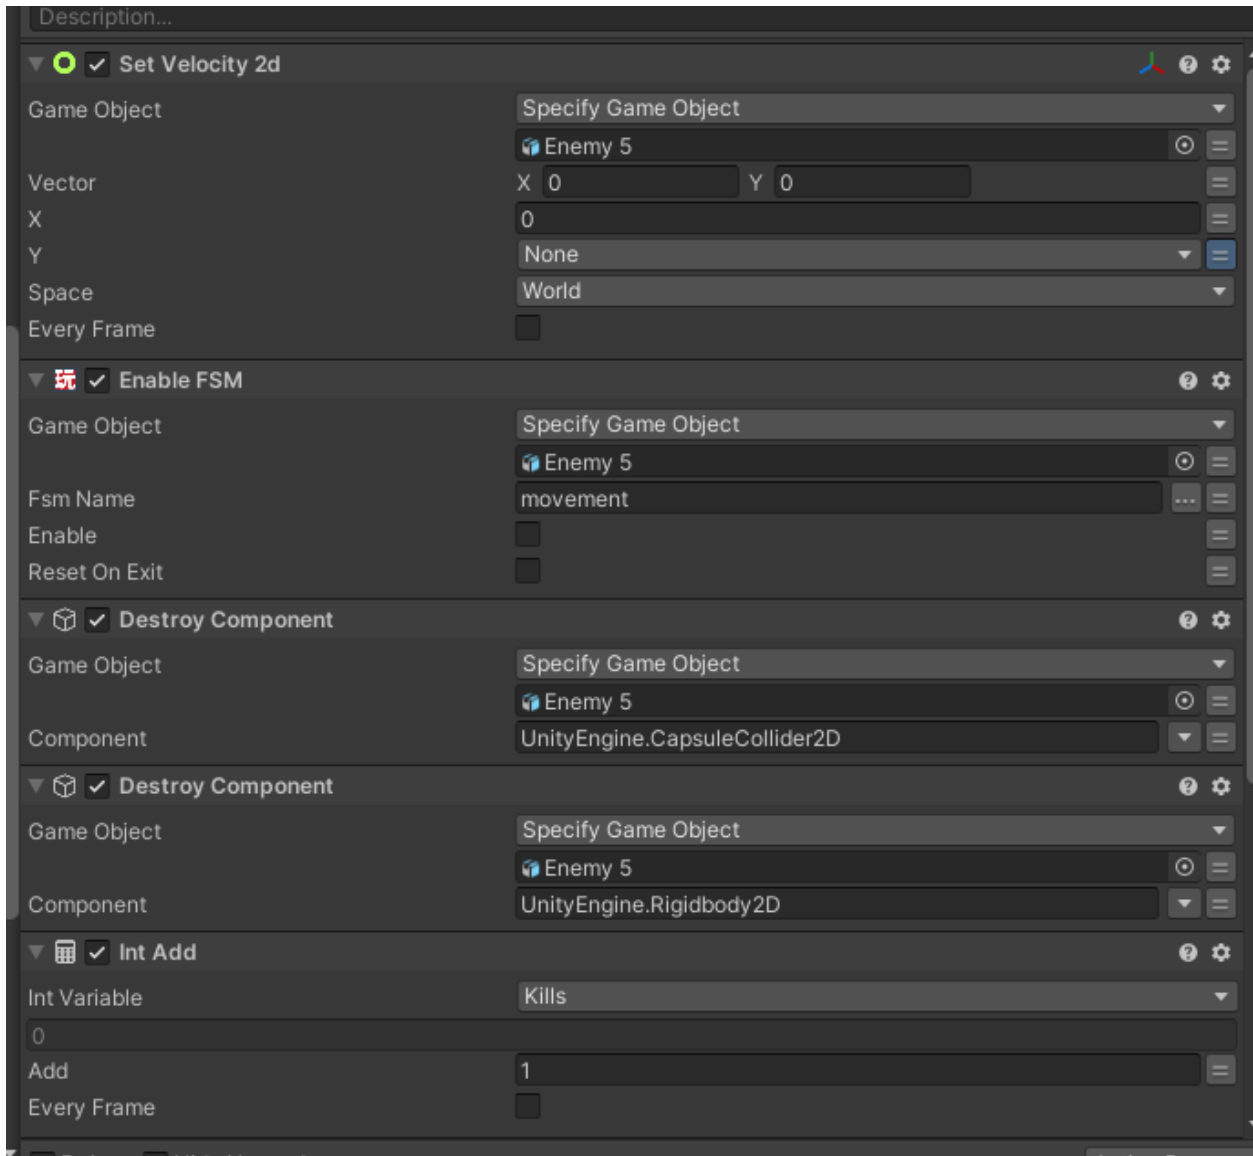 Description...
Set Velocity 2d
Game Object Specify Game Object
Enemy 5
Vector X 0 Y 0
X 0
Y None
Space World
Every Frame
玩 Enable FSM
Game Object Specify Game Object
Enemy 5
Fsm Name movement ...
Enable
Reset On Exit
Destroy Component
Game Object Specify Game Object
Enemy 5
Component UnityEngine.CapsuleCollider2D
Destroy Component
Game Object Specify Game Object
Enemy 5
Component UnityEngine.Rigidbody2D
Int Add
Int Variable Kills
0
Add 1
Every Frame